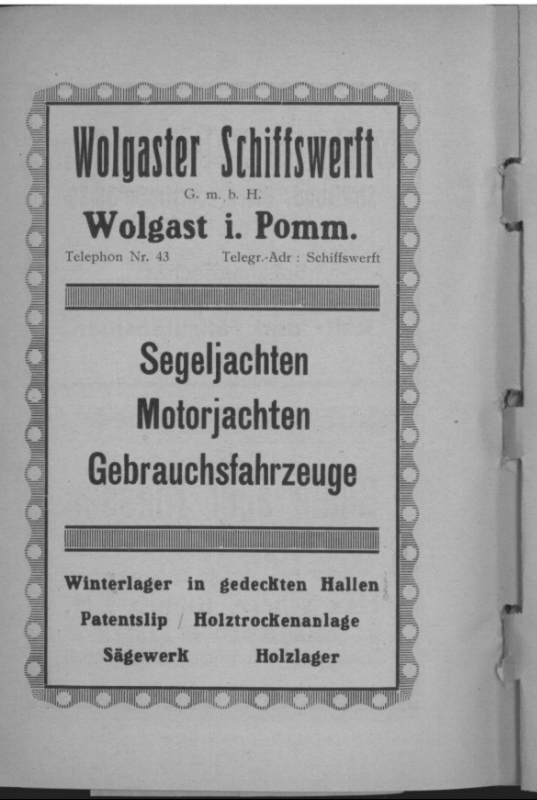 Wolgaster Schiffswerft
G. m. b. H.
Wolgast i. Pomm.
Telephon Nr. 43 Telegr.-Adr : Schiffswerft
Segeljachten
Motorjachten
Gebrauchsfahrzeuge
Winterlager in gedeckten Hallen
Patentslip / Holztrockenanlage
Sägewerk Holzlager